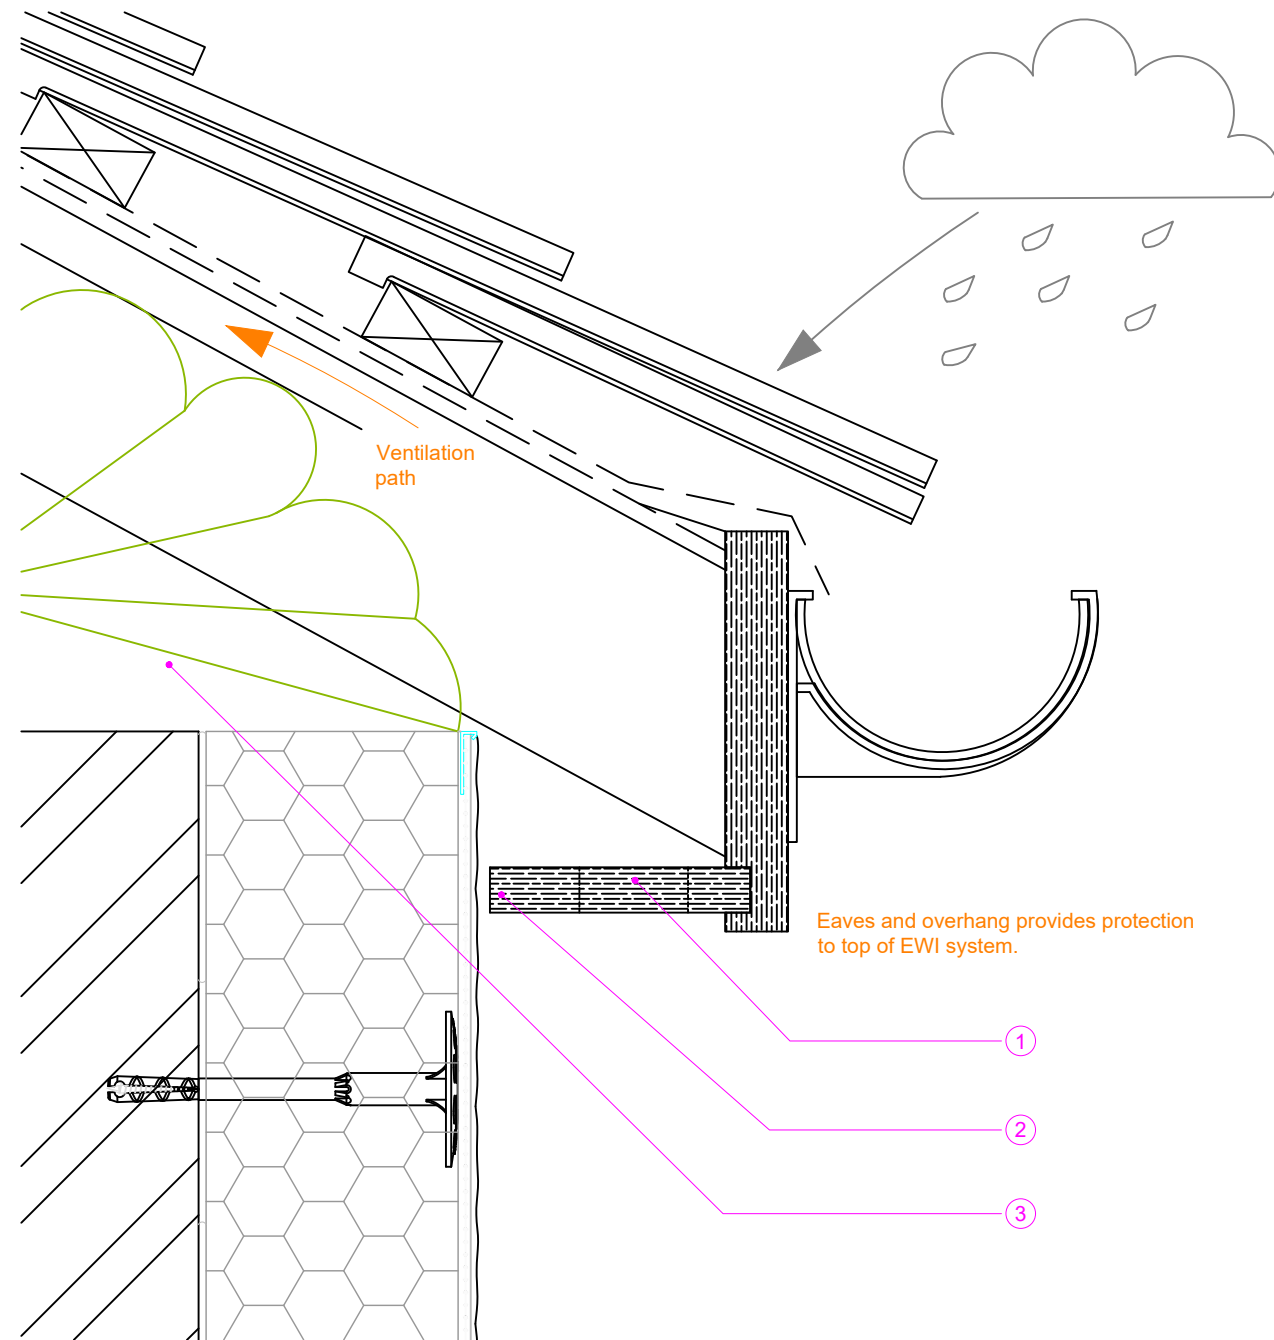 Ventilation
path
Eaves and overhang provides protection
to top of EWI system.
1
2
3